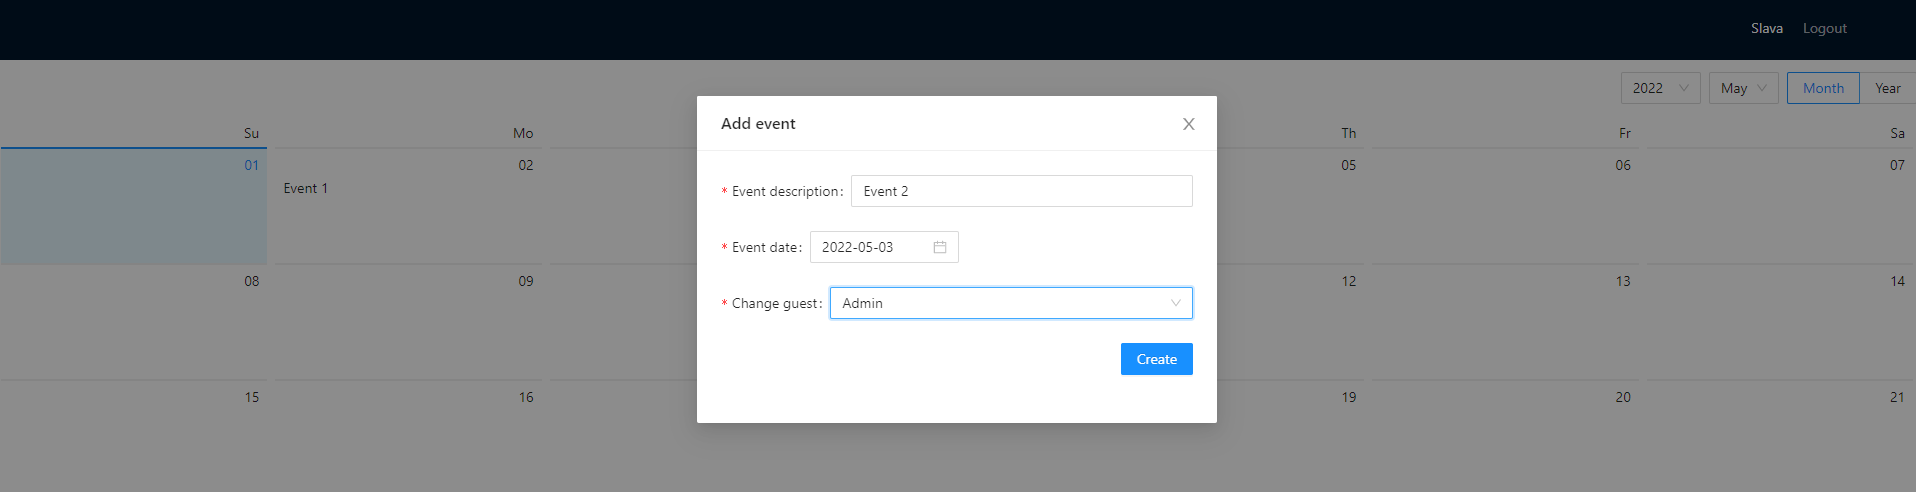 Slava Logout
2022 May Month Year
Add event
Su Mo Th Fr Sa
01 02 05 06 07
Event 1
* Event description: Event 2
* Event date: 2022-05-03
08 09 12 13 14
* Change guest: Admin
Create
15 16 19 20 21